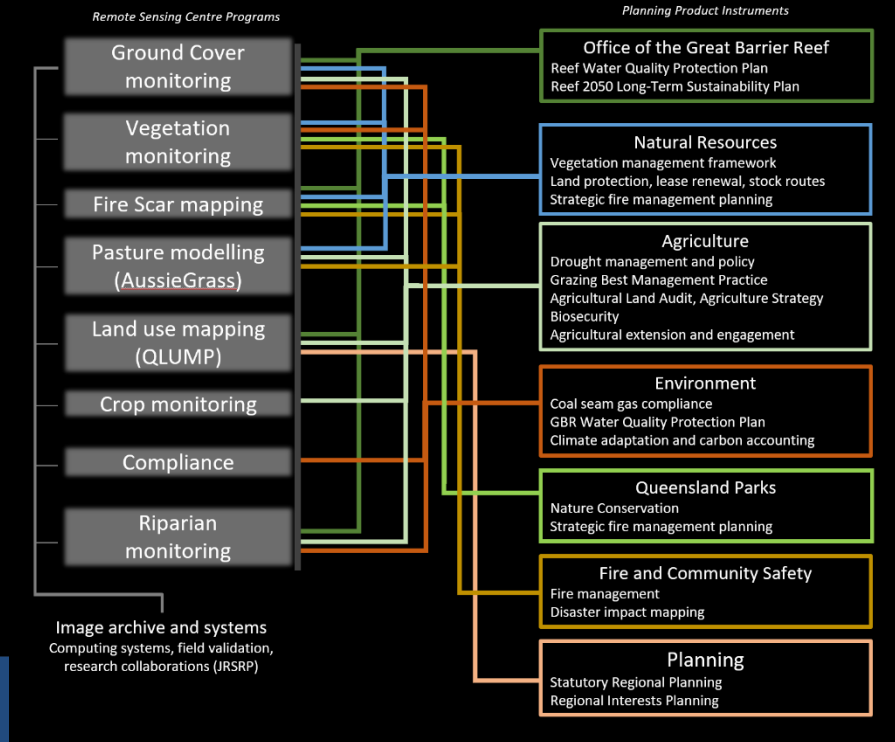 Remote Sensing Centre Programs
Ground Cover
monitoring
Vegetation
monitoring
Fire Scar mapping
Pasture modelling
(AussieGrass)
Land use mapping
(QLUMP)
Crop monitoring
Compliance
Riparian
monitoring
Image archive and systems
Computing systems, field validation,
research collaborations (JRSRP)
Planning Product Instruments
Office of the Great Barrier Reef
Reef Water Quality Protection Plan
Reef 2050 Long-Term Sustainability Plan
Natural Resources
Vegetation management framework
Land protection, lease renewal, stock routes
Strategic fire management planning
Agriculture
Drought management and policy
Grazing Best Management Practice
Agricultural Land Audit, Agriculture Strategy
Biosecurity
Agricultural extension and engagement
Environment
Coal seam gas compliance
GBR Water Quality Protection Plan
Climate adaptation and carbon accounting
Queensland Parks
Nature Conservation
Strategic fire management planning
Fire and Community Safety
Fire management
Disaster impact mapping
Planning
Statutory Regional Planning
Regional Interests Planning